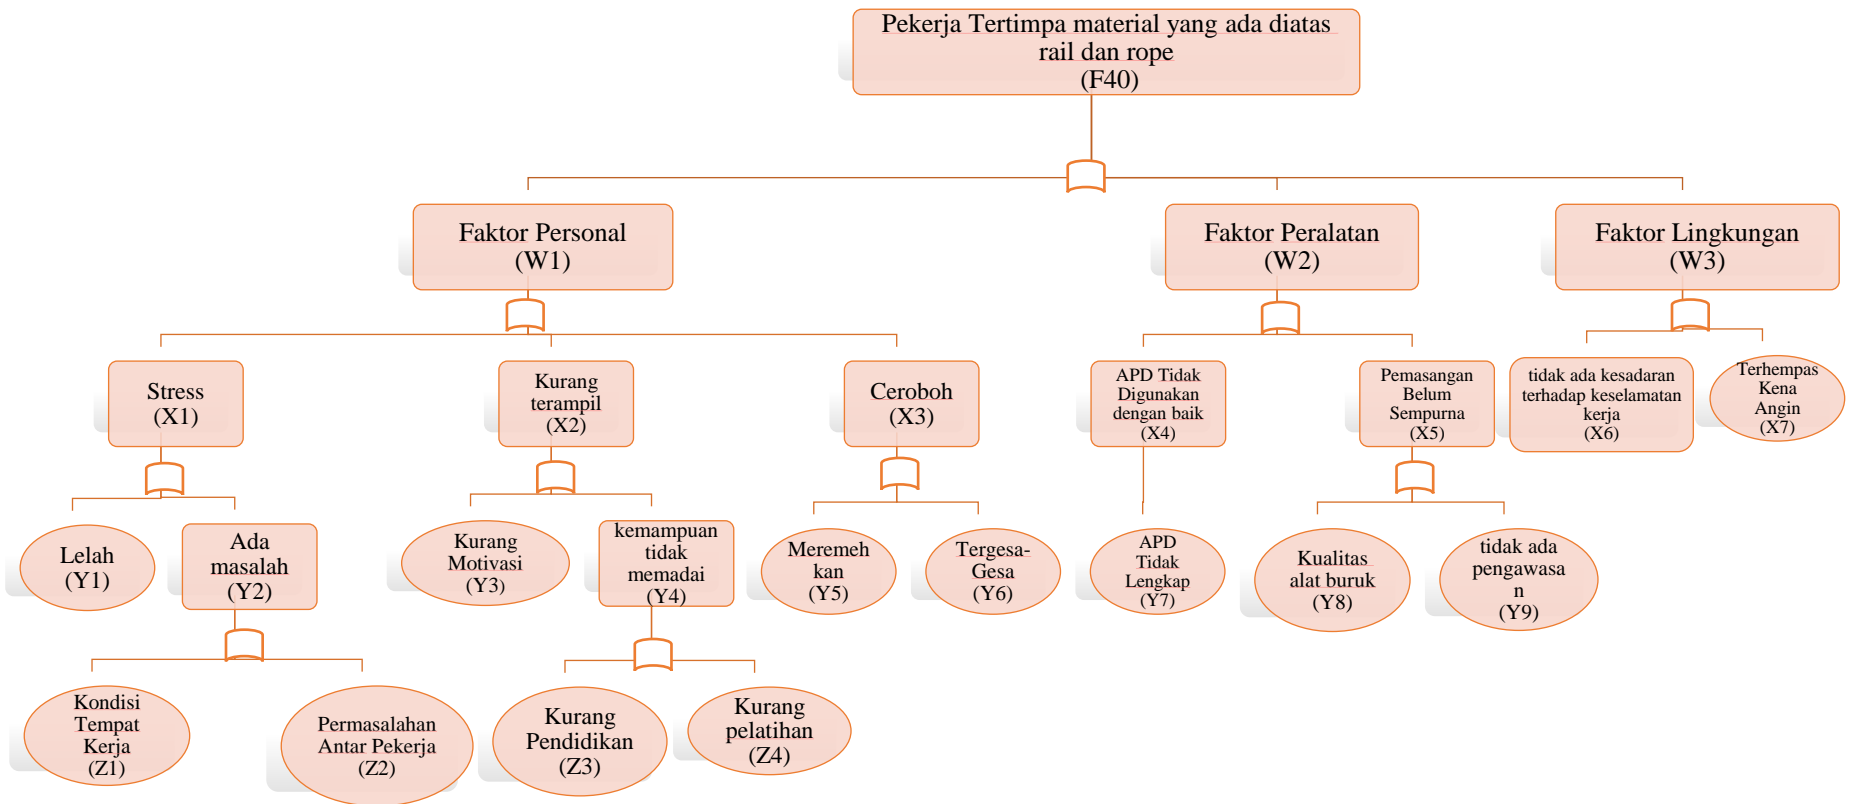 Pekerja Tertimpa material yang ada diatas
rail dan rope
(F40)
Faktor Personal
(W1)
Faktor Peralatan
(W2)
Faktor Lingkungan
(W3)
Stress
(X1)
Kurang
terampil
(X2)
Ceroboh
(X3)
APD Tidak
Digunakan
dengan baik
(X4)
Pemasangan
Belum
Sempurna
(X5)
tidak ada kesadaran
terhadap keselamatan
kerja
(X6)
Terhempas
Kena
Angin
(X7)
Lelah
(Y1)
Ada
masalah
(Y2)
Kurang
Motivasi
(Y3)
kemampuan
tidak
memadai
(Y4)
Meremeh
kan
(Y5)
Tergesa-
Gesa
(Y6)
APD
Tidak
Lengkap
(Y7)
Kualitas
alat buruk
(Y8)
tidak ada
pengawasa
n
(Y9)
Kondisi
Tempat
Kerja
(Z1)
Permasalahan
Antar Pekerja
(Z2)
Kurang
Pendidikan
(Z3)
Kurang
pelatihan
(Z4)